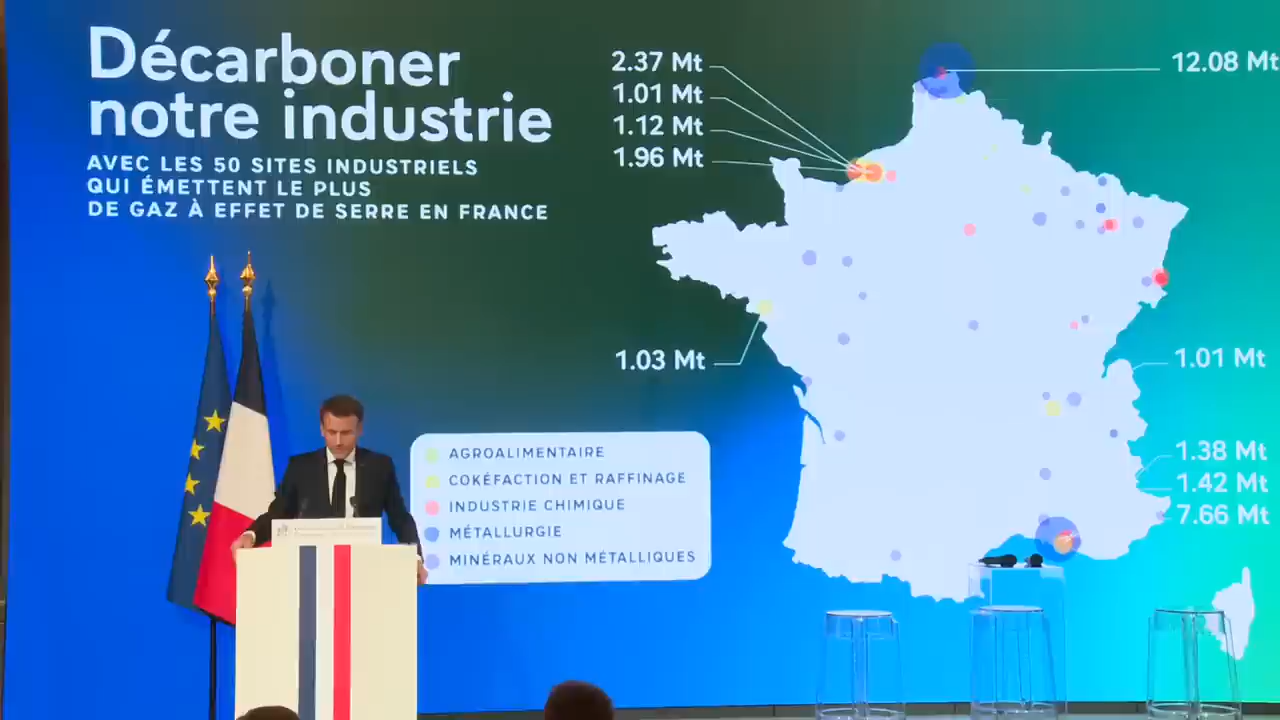 Décarboner
notre industrie
AVEC LES 50 SITES INDUSTRIELS
QUI ÉMETTENT LE PLUS
DE GAZ À EFFET DE SERRE EN FRANCE
2.37 Mt
1.01 Mt
1.12 Mt
1.96 Mt
12.08 Mt
1.03 Mt
1.01 Mt
1.38 Mt
1.42 Mt
7.66 Mt
AGROALIMENTAIRE
COKÉFACTION ET RAFFINAGE
INDUSTRIE CHIMIQUE
MÉTALLURGIE
MINÉRAUX NON MÉTALLIQUES